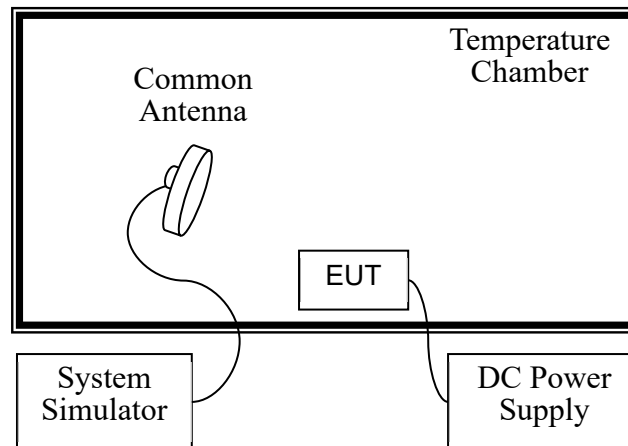 Temperature
Chamber
Common
Antenna
EUT
System
Simulator
DC Power
Supply